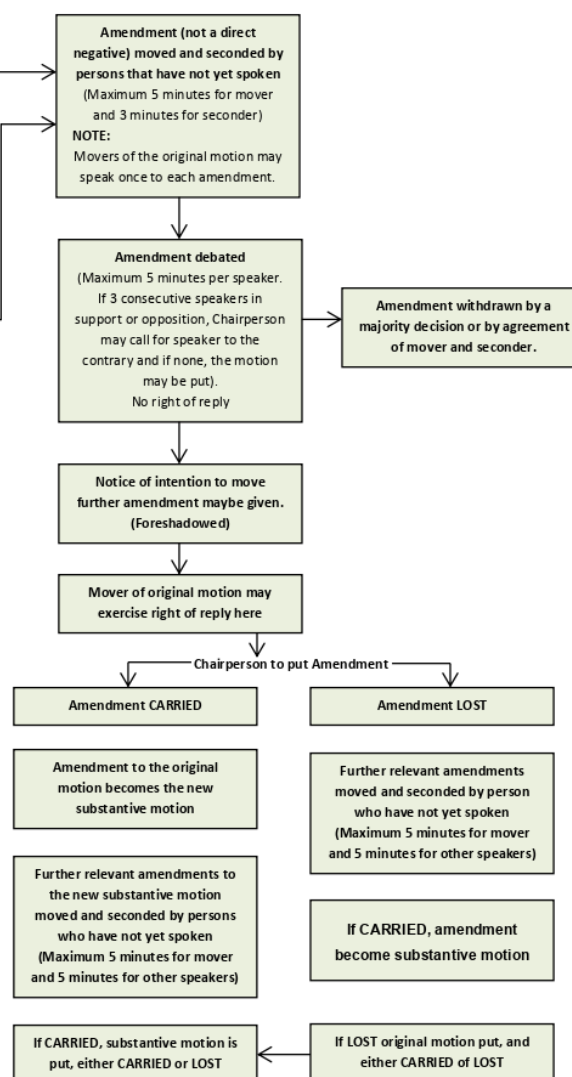 Amendment (not a direct
negative) moved and seconded by
persons that have not yet spoken
(Maximum 5 minutes for mover
and 3 minutes for seconder)
NOTE:
Movers of the original motion may
speak once to each amendment.
Amendment debated
(Maximum 5 minutes per speaker.
If 3 consecutive speakers in
support or opposition, Chairperson
may call for speaker to the
contrary and if none, the motion
may be put).
No right of reply
Amendment withdrawn by a
majority decision or by agreement
of mover and seconder.
Notice of intention to move
further amendment maybe given.
(Foreshadowed)
Mover of original motion may
exercise right of reply here
Chairperson to put Amendment
Amendment CARRIED
Amendment LOST
Amendment to the original
motion becomes the new
substantive motion
Further relevant amendments
moved and seconded by person
who have not yet spoken
(Maximum 5 minutes for mover
and 5 minutes for other speakers)
Further relevant amendments to
the new substantive motion
moved and seconded by persons
who have not yet spoken
(Maximum 5 minutes for mover
and 5 minutes for other speakers)
If CARRIED, amendment
become substantive motion
If CARRIED, substantive motion is
put, either CARRIED or LOST
If LOST original motion put, and
either CARRIED of LOST